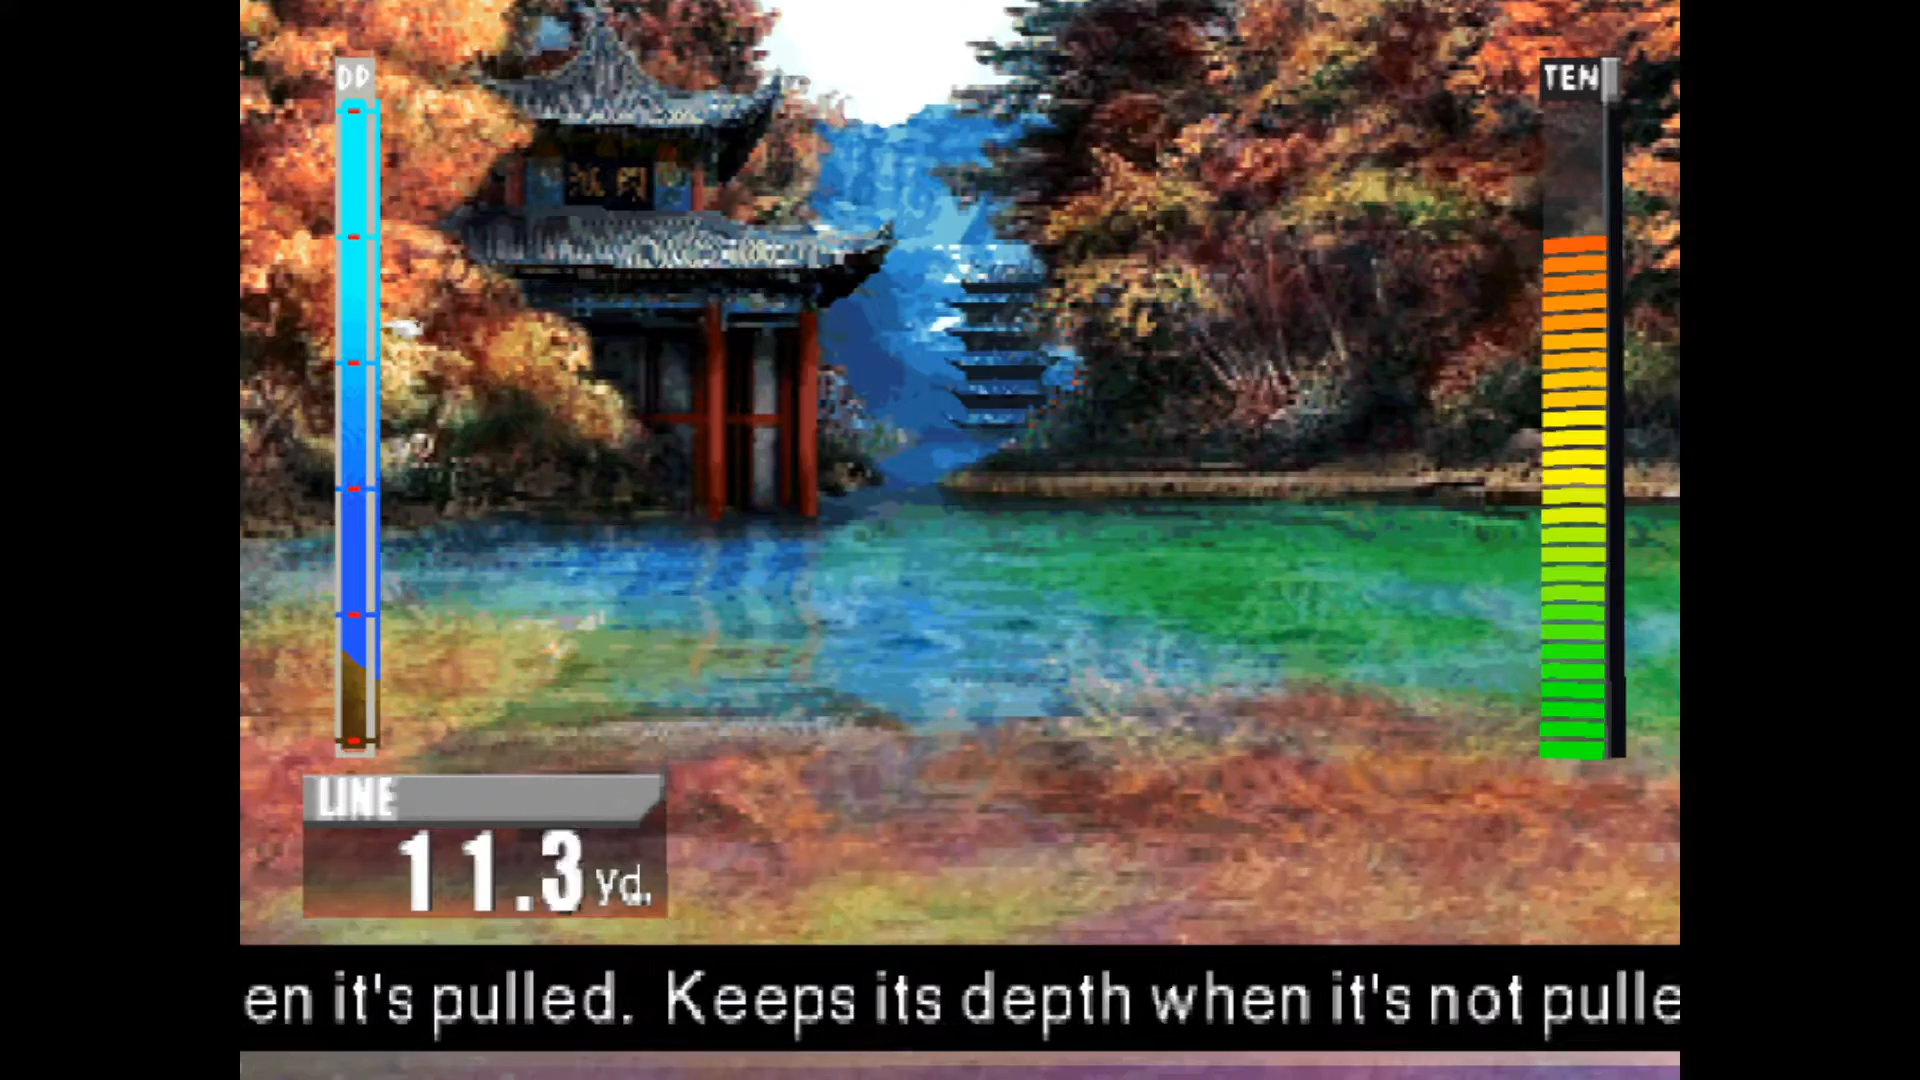 DP
TEN
LINE
11.3 yd.
en it's pulled. Keeps its depth when it's not pulle